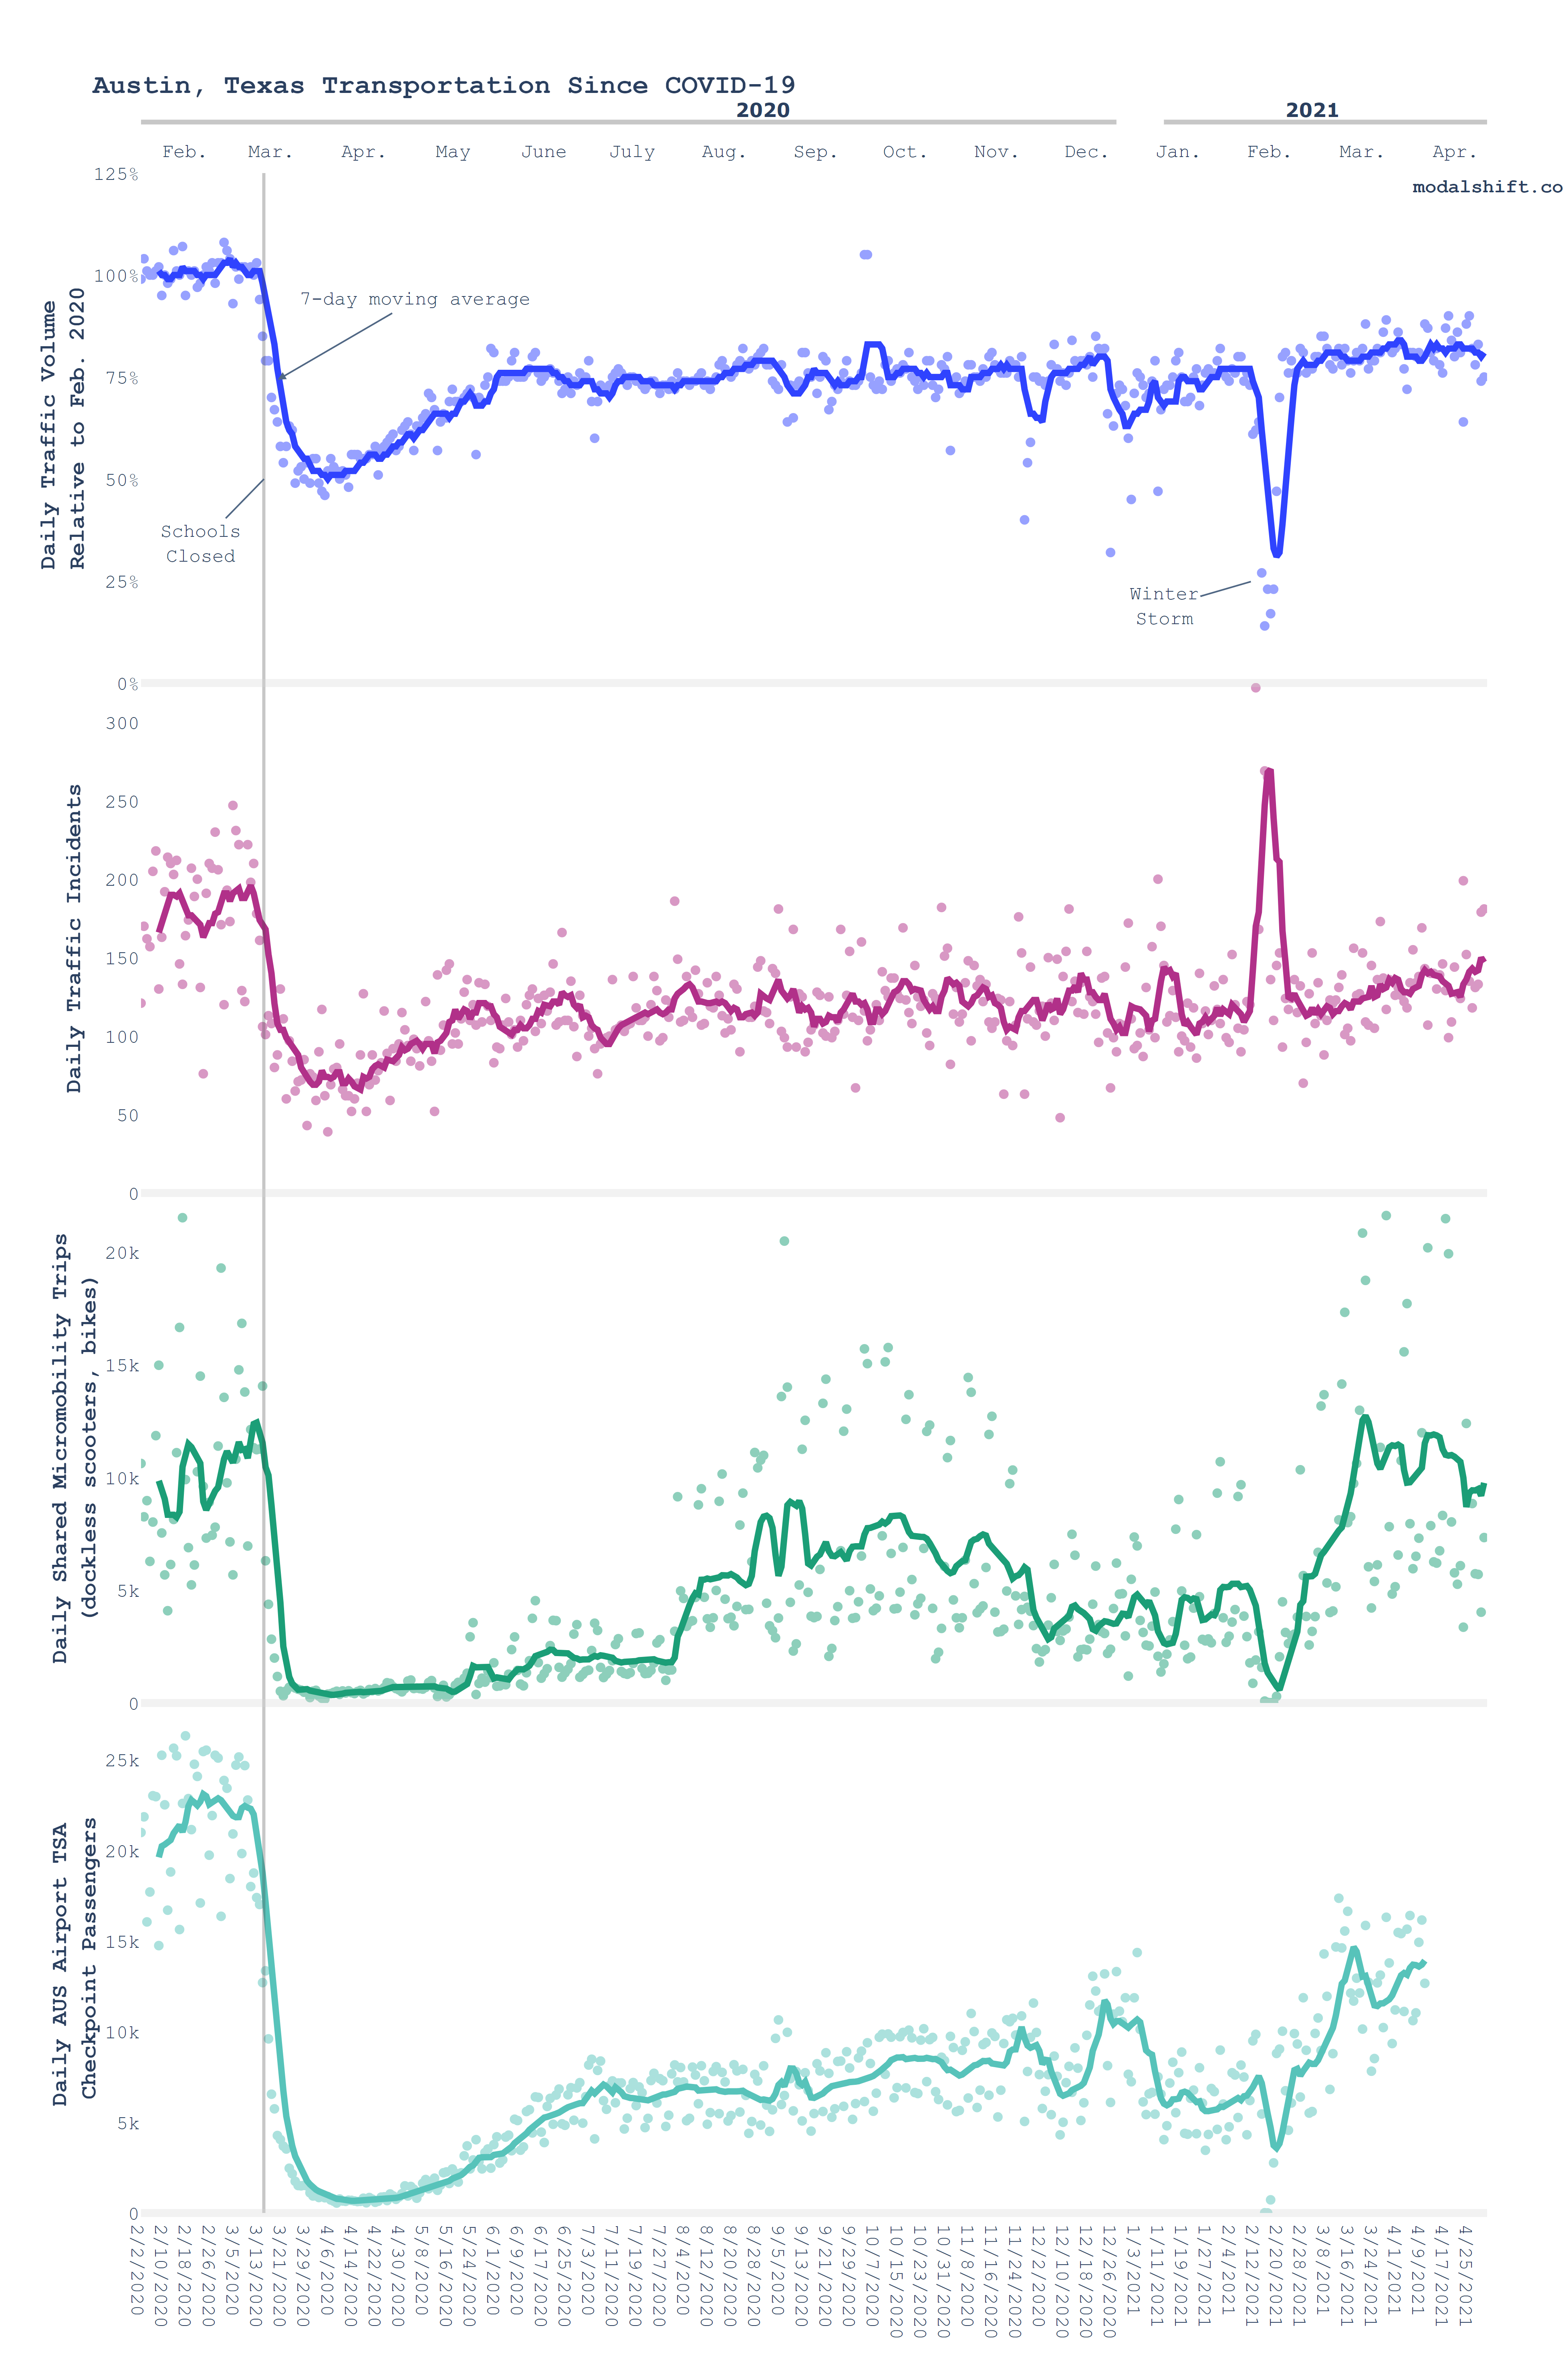 Austin, Texas Transportation Since COVID-19
2020
2021
Feb.
Mar.
Apr.
May
June
July
Aug.
Sep.
Oct.
Nov.
Dec.
Jan.
Feb.
Mar.
Apr.
modalshift.co
Daily Traffic Volume
Relative to Feb. 2020
125%
100%
75%
50%
25%
0%
7-day moving average
Schools
Closed
Winter
Storm
Daily Traffic Incidents
300
250
200
150
100
50
0
Daily Shared Micromobility Trips
(dockless scooters, bikes)
20k
15k
10k
5k
0
Daily AUS Airport TSA
Checkpoint Passengers
25k
20k
15k
10k
5k
0
2/2/2020
2/10/2020
2/18/2020
2/26/2020
3/5/2020
3/13/2020
3/21/2020
3/29/2020
4/6/2020
4/14/2020
4/22/2020
4/30/2020
5/8/2020
5/16/2020
5/24/2020
6/1/2020
6/9/2020
6/17/2020
6/25/2020
7/3/2020
7/11/2020
7/19/2020
7/27/2020
8/4/2020
8/12/2020
8/20/2020
8/28/2020
9/5/2020
9/13/2020
9/21/2020
9/29/2020
10/7/2020
10/15/2020
10/23/2020
10/31/2020
11/8/2020
11/16/2020
11/24/2020
12/2/2020
12/10/2020
12/18/2020
12/26/2020
1/3/2021
1/11/2021
1/19/2021
1/27/2021
2/4/2021
2/12/2021
2/20/2021
2/28/2021
3/8/2021
3/16/2021
3/24/2021
4/1/2021
4/9/2021
4/17/2021
4/25/2021